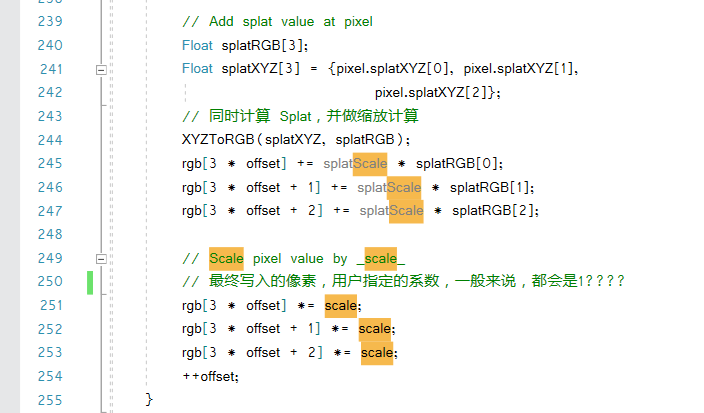 239 // Add splat value at pixel
240 Float splatRGB[3];
241 Float splatXYZ[3] = {pixel.splatXYZ[0], pixel.splatXYZ[1],
242 pixel.splatXYZ[2]};
243 // 同时计算 Splat，并做缩放计算
244 XYZToRGB(splatXYZ, splatRGB);
245 rgb[3 * offset] += splatScale * splatRGB[0];
246 rgb[3 * offset + 1] += splatScale * splatRGB[1];
247 rgb[3 * offset + 2] += splatScale * splatRGB[2];
248
249 // Scale pixel value by _scale_
250 // 最终写入的像素，用户指定的系数，一般来说，都会是1????
251 rgb[3 * offset] *= scale;
252 rgb[3 * offset + 1] *= scale;
253 rgb[3 * offset + 2] *= scale;
254 ++offset;
255 }